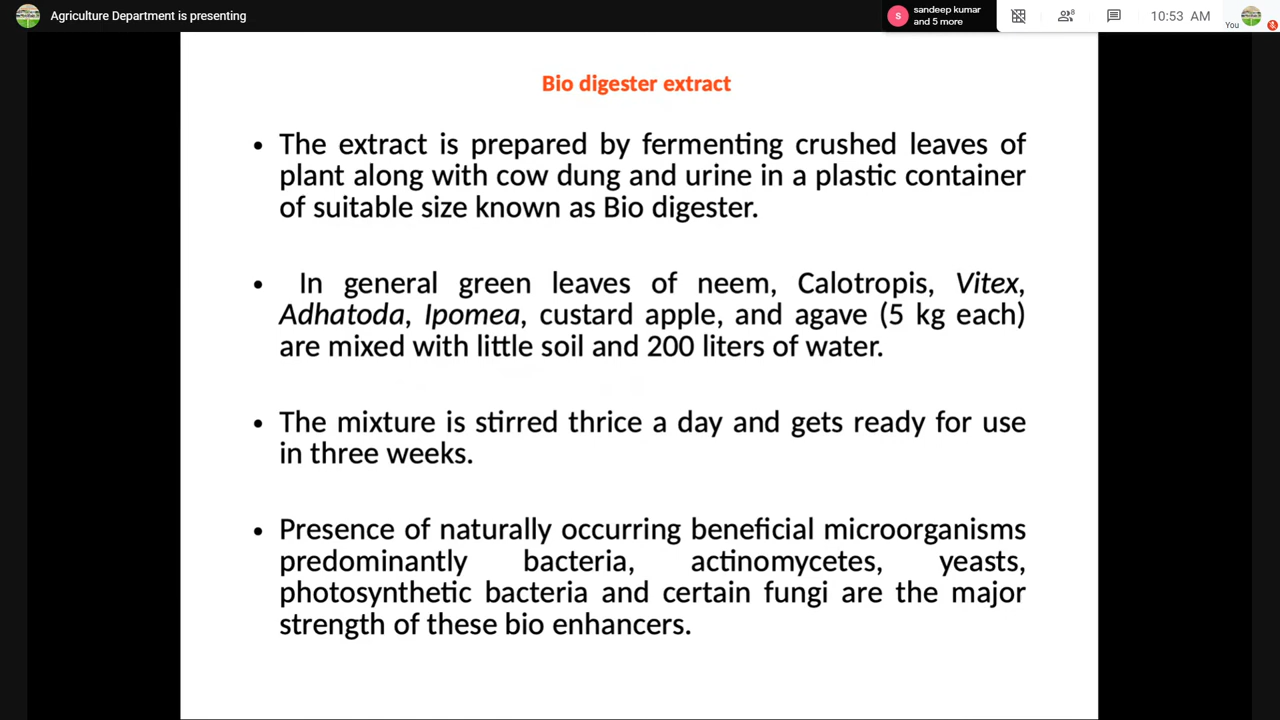 Agriculture Department is presenting
S
sandeep kumar
and 5 more
8
10:53 AM
You
Bio digester extract
• The extract is prepared by fermenting crushed leaves of
plant along with cow dung and urine in a plastic container
of suitable size known as Bio digester.
• In general green leaves of neem, Calotropis, Vitex,
Adhatoda, Ipomea, custard apple, and agave (5 kg each)
are mixed with little soil and 200 liters of water.
• The mixture is stirred thrice a day and gets ready for use
in three weeks.
• Presence of naturally occurring beneficial microorganisms
predominantly bacteria, actinomycetes, yeasts,
photosynthetic bacteria and certain fungi are the major
strength of these bio enhancers.